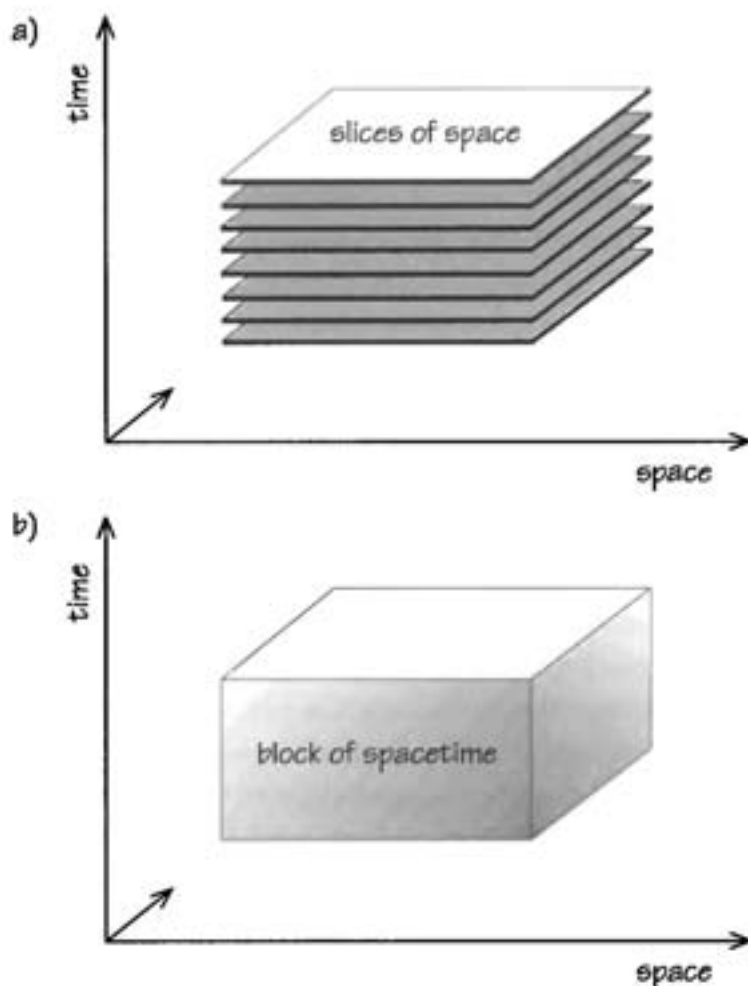 a)
time
slices of space
space
b)
time
block of spacetime
space